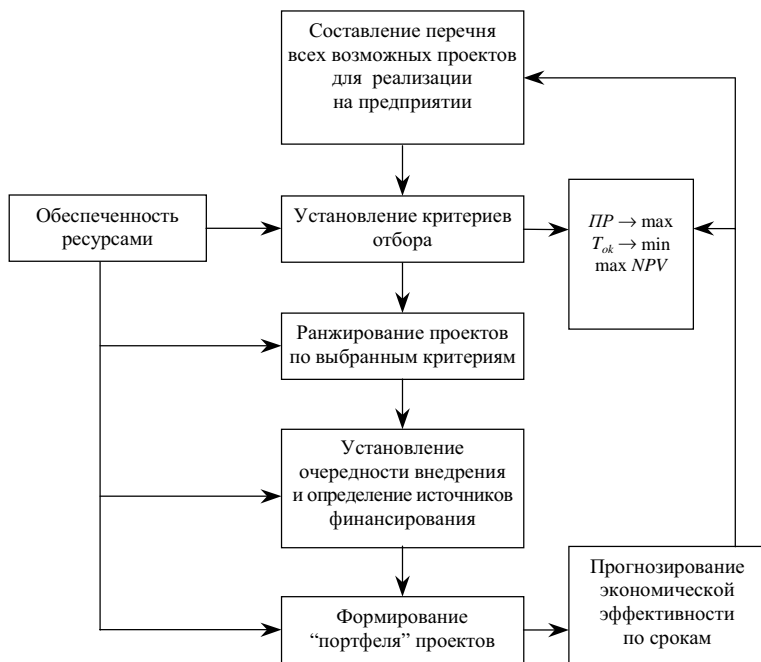 Составление перечня
всех возможных проектов
для реализации
на предприятии
Обеспеченность
ресурсами
Установление критериев
отбора
ПР → max
T_ok → min
max NPV
Ранжирование проектов
по выбранным критериям
Установление
очередности внедрения
и определение источников
финансирования
Формирование
“портфеля” проектов
Прогнозирование
экономической
эффективности
по срокам